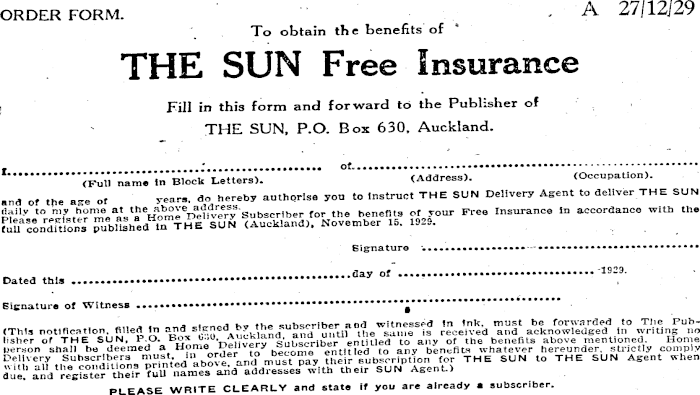 ORDER FORM. A 27/12/29
To obtain the benefits of
THE SUN Free Insurance
Fill in this form and forward to the Publisher of
THE SUN, P.O. Box 630, Auckland.
I.............................................................. of..............................................................
(Full name in Block Letters). (Address). (Occupation).
and of the age of years, do hereby authorise you to instruct THE SUN Delivery Agent to deliver THE SUN
daily to my home at the above address.
Please register me as a Home Delivery Subscriber for the benefits of your Free Insurance in accordance with the
full conditions published in THE SUN (Auckland), November 15, 1929.
Signature ..................................................
Dated this ..................................................day of ........................................ 1929.
Signature of Witness ..............................................................................
(This notification, filled in and signed by the subscriber and witnessed in ink, must be forwarded to The Pub-
lisher of THE SUN, P.O. Box 630, Auckland, and until the same is received and acknowledged in writing no
person shall be deemed a Home Delivery Subscriber entitled to any of the benefits above mentioned. Home
Delivery Subscribers must, in order to become entitled to any benefits whatever hereunder, strictly comply
with all the conditions printed above, and must pay their subscription for THE SUN to THE SUN Agent when
due, and register their full names and addresses with their SUN Agent.)
PLEASE WRITE CLEARLY and state if you are already a subscriber.